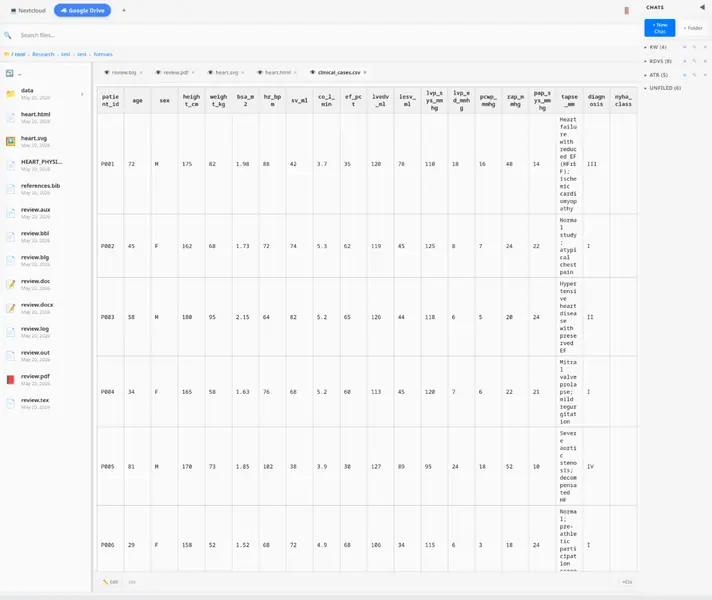 Nextcloud
Google Drive
+
Search files...
/ root / Research › test › test › formats
..
data
May 20, 2026
heart.html
May 20, 2026
heart.svg
May 20, 2026
HEART_PHYSI...
May 20, 2026
references.bib
May 20, 2026
review.aux
May 20, 2026
review.bbl
May 20, 2026
review.blg
May 20, 2026
review.doc
May 20, 2026
review.docx
May 20, 2026
review.log
May 20, 2026
review.out
May 20, 2026
review.pdf
May 20, 2026
review.tex
May 20, 2026
review.blg ×
review.pdf ×
heart.svg ×
heart.html ×
clinical_cases.csv ×
patient_id age sex height_cm weight_kg bsa_m2 hr_bpm sv_ml co_l_min ef_pct lvedv_ml lesv_ml lvp_sys_mmhg lvp_ed_mmhg pcwp_mmhg rap_mmhg pap_sys_mmhg tapse_mm diagnosis nyha_class
P001 72 M 175 82 1.98 88 42 3.7 35 120 78 110 18 16 48 14 Heart failure with reduced EF (HFrEF); ischemic cardiomyopathy III
P002 45 F 162 68 1.73 72 74 5.3 62 119 45 125 8 7 24 22 Normal study; atypical chest pain I
P003 58 M 180 95 2.15 64 82 5.2 65 126 44 118 6 5 20 24 Hypertensive heart disease with preserved EF II
P004 34 F 165 58 1.63 76 68 5.2 60 113 45 120 7 6 22 21 Mitral valve prolapse; mild regurgitation I
P005 81 M 170 73 1.85 102 38 3.9 30 127 89 95 24 18 52 10 Severe aortic stenosis; decompensated HF IV
P006 29 F 158 52 1.52 68 72 4.9 68 106 34 115 6 3 18 24 Normal; pre-athletic participation I
Edit
csv
CHATS
+ New Chat
+ Folder
KW (4)
RDVS (8)
ATR (5)
UNFILED (6)